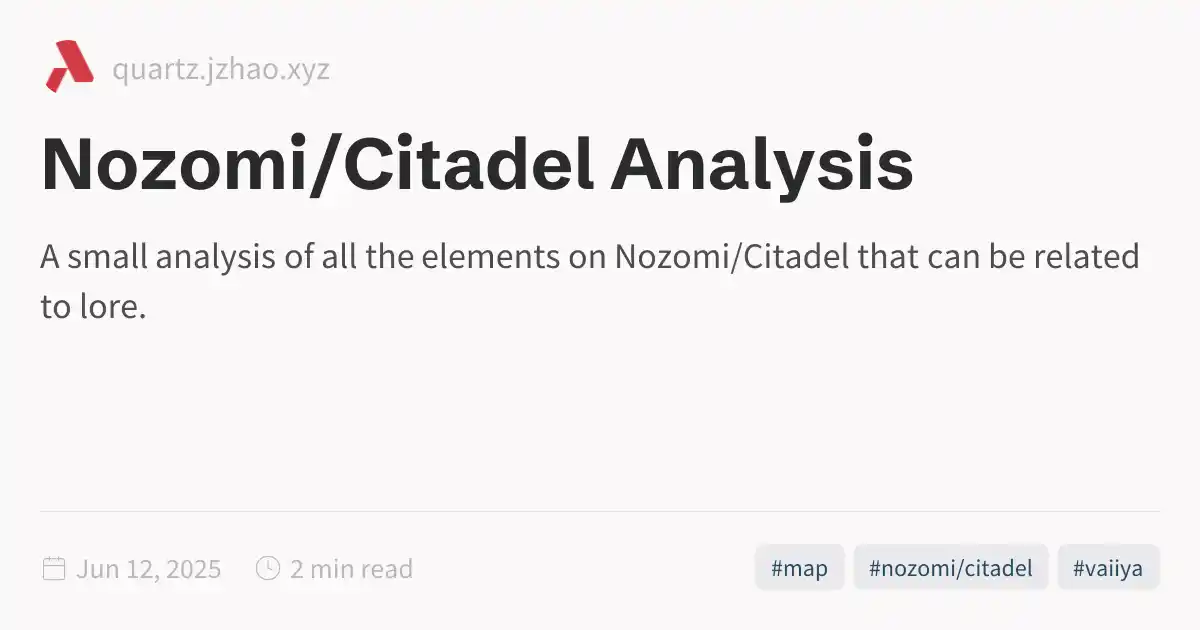 quartz.jzhao.xyz
Nozomi/Citadel Analysis
A small analysis of all the elements on Nozomi/Citadel that can be related
to lore.
Jun 12, 2025
2 min read
#map
#nozomi/citadel
#vaiiya